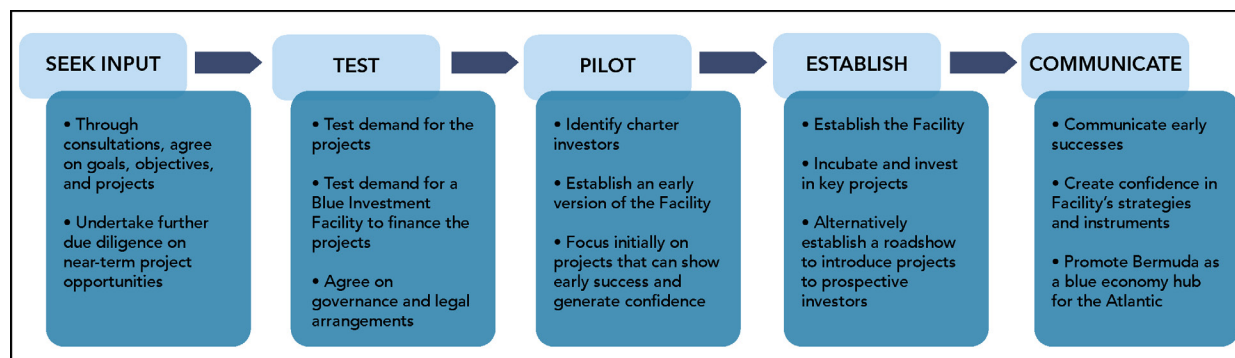 SEEK INPUT
• Through
consultations, agree
on goals, objectives,
and projects
• Undertake further
due diligence on
near-term project
opportunities
TEST
• Test demand for the
projects
• Test demand for a
Blue Investment
Facility to finance the
projects
• Agree on
governance and legal
arrangements
PILOT
• Identify charter
investors
• Establish an early
version of the Facility
• Focus initially on
projects that can show
early success and
generate confidence
ESTABLISH
• Establish the Facility
• Incubate and invest
in key projects
• Alternatively
establish a roadshow
to introduce projects
to prospective
investors
COMMUNICATE
• Communicate early
successes
• Create confidence in
Facility's strategies
and instruments
• Promote Bermuda as
a blue economy hub
for the Atlantic